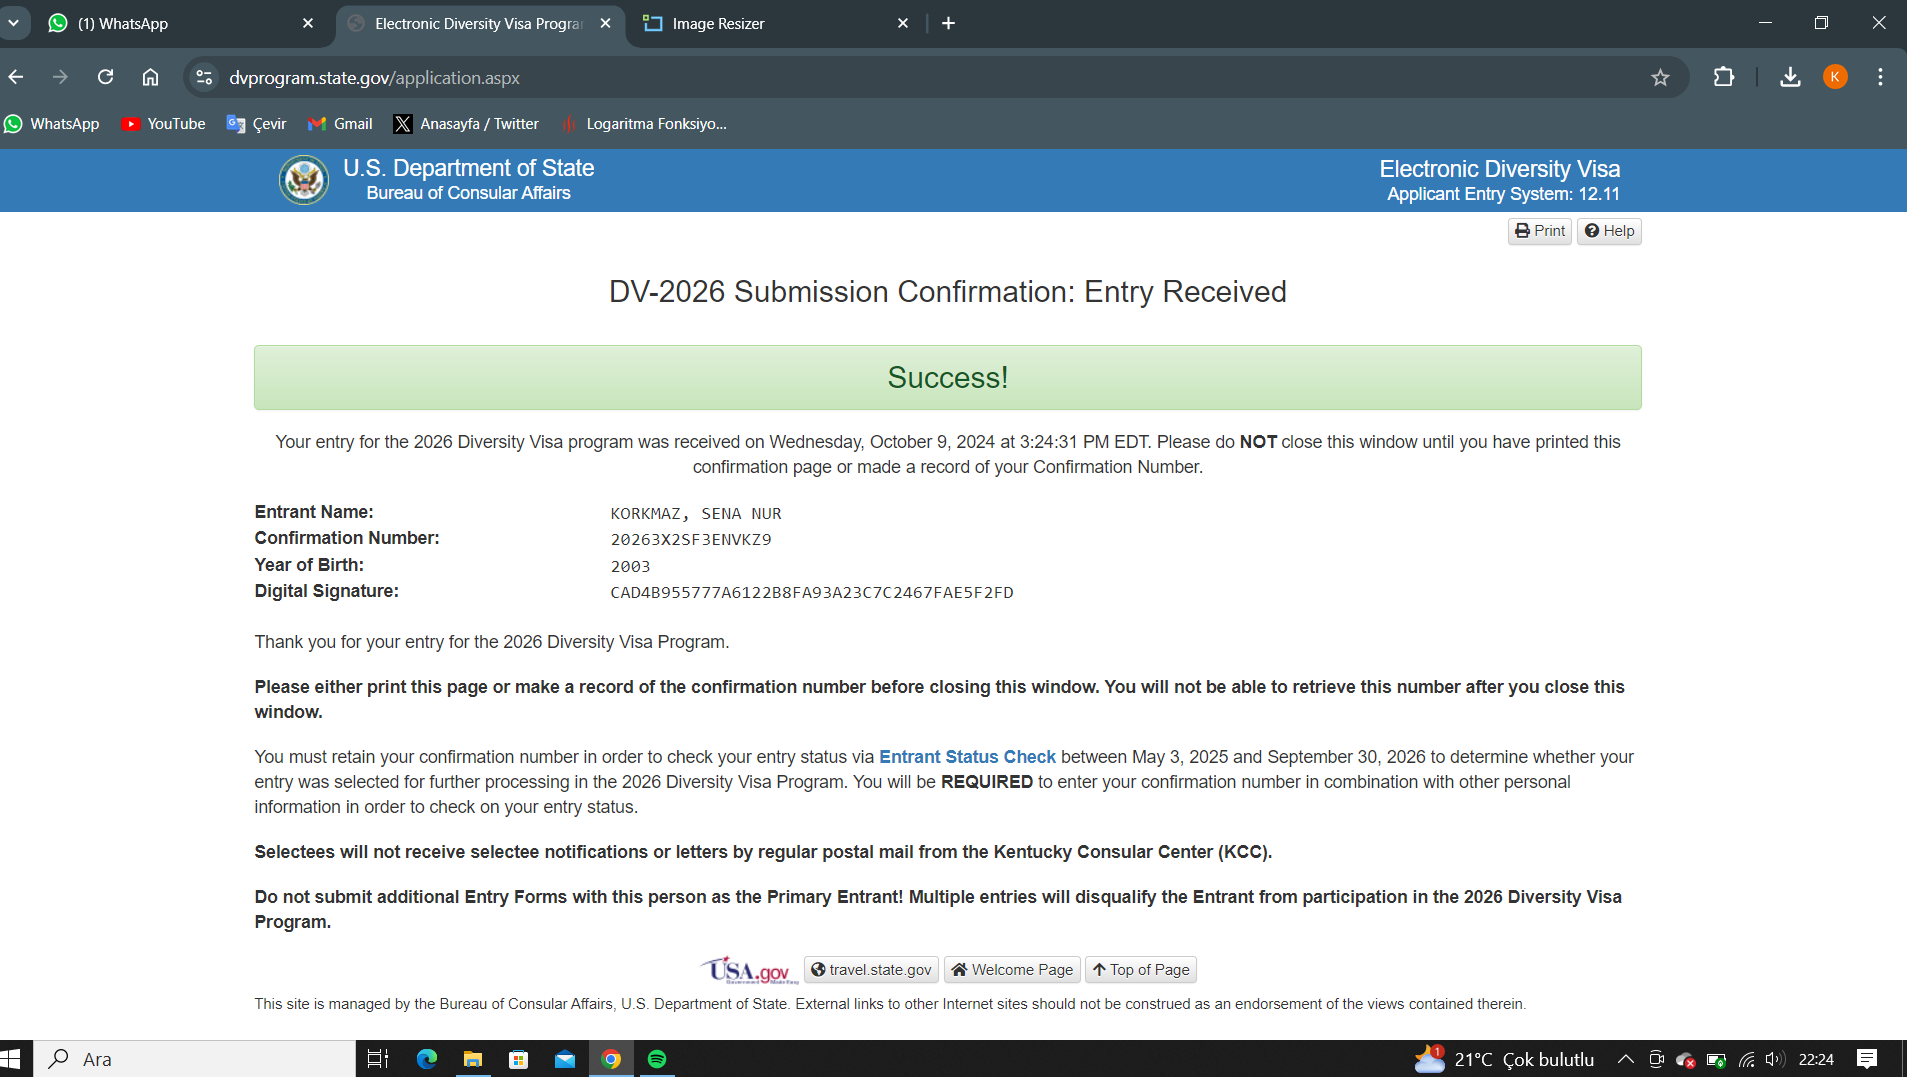 (1) WhatsApp
Electronic Diversity Visa Progra
Image Resizer
dvprogram.state.gov/application.aspx
K
WhatsApp
YouTube
Çevir
Gmail
Anasayfa / Twitter
Logaritma Fonksiyo...
U.S. Department of State
Bureau of Consular Affairs
Electronic Diversity Visa
Applicant Entry System: 12.11
Print
Help
DV-2026 Submission Confirmation: Entry Received
Success!
Your entry for the 2026 Diversity Visa program was received on Wednesday, October 9, 2024 at 3:24:31 PM EDT. Please do NOT close this window until you have printed this
confirmation page or made a record of your Confirmation Number.
Entrant Name: KORKMAZ, SENA NUR
Confirmation Number: 20263X2SF3ENVKZ9
Year of Birth: 2003
Digital Signature: CAD4B955777A6122B8FA93A23C7C2467FAE5F2FD
Thank you for your entry for the 2026 Diversity Visa Program.
Please either print this page or make a record of the confirmation number before closing this window. You will not be able to retrieve this number after you close this
window.
You must retain your confirmation number in order to check your entry status via Entrant Status Check between May 3, 2025 and September 30, 2026 to determine whether your
entry was selected for further processing in the 2026 Diversity Visa Program. You will be REQUIRED to enter your confirmation number in combination with other personal
information in order to check on your entry status.
Selectees will not receive selectee notifications or letters by regular postal mail from the Kentucky Consular Center (KCC).
Do not submit additional Entry Forms with this person as the Primary Entrant! Multiple entries will disqualify the Entrant from participation in the 2026 Diversity Visa
Program.
USA.gov
travel.state.gov
Welcome Page
Top of Page
This site is managed by the Bureau of Consular Affairs, U.S. Department of State. External links to other Internet sites should not be construed as an endorsement of the views contained therein.
Ara
1
21°C Çok bulutlu
22:24